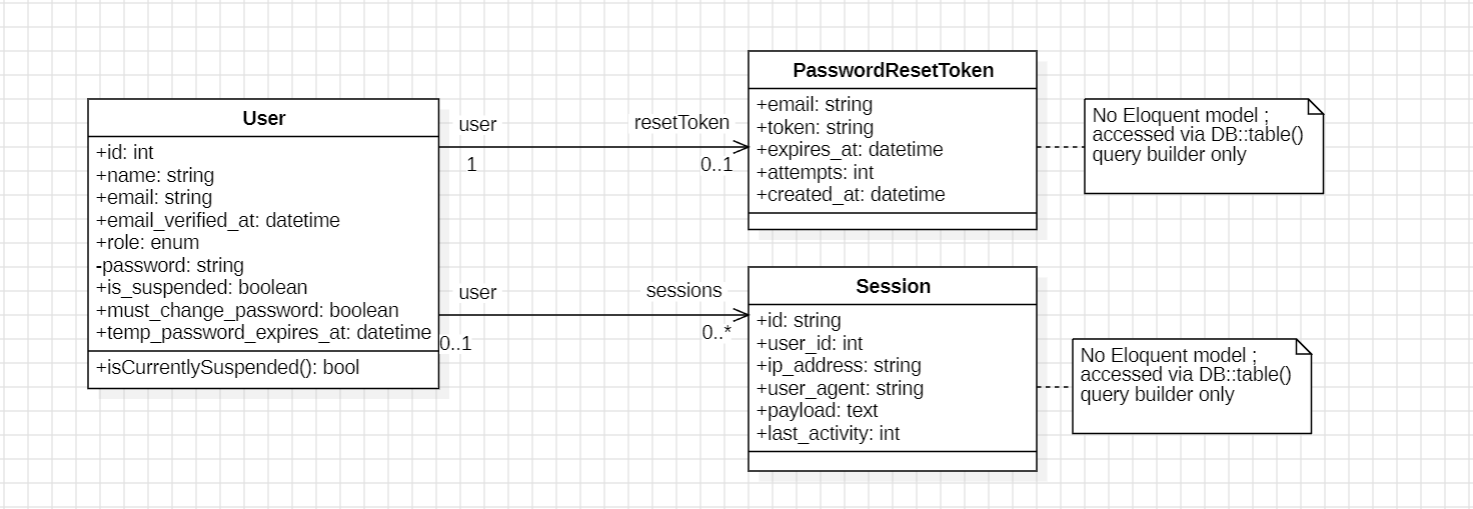 User
+id: int
+name: string
+email: string
+email_verified_at: datetime
+role: enum
-password: string
+is_suspended: boolean
+must_change_password: boolean
+temp_password_expires_at: datetime
+isCurrentlySuspended(): bool
user
resetToken
1
0..1
user
sessions
0..1
0..*
PasswordResetToken
+email: string
+token: string
+expires_at: datetime
+attempts: int
+created_at: datetime
No Eloquent model ;
accessed via DB::table()
query builder only
Session
+id: string
+user_id: int
+ip_address: string
+user_agent: string
+payload: text
+last_activity: int
No Eloquent model ;
accessed via DB::table()
query builder only